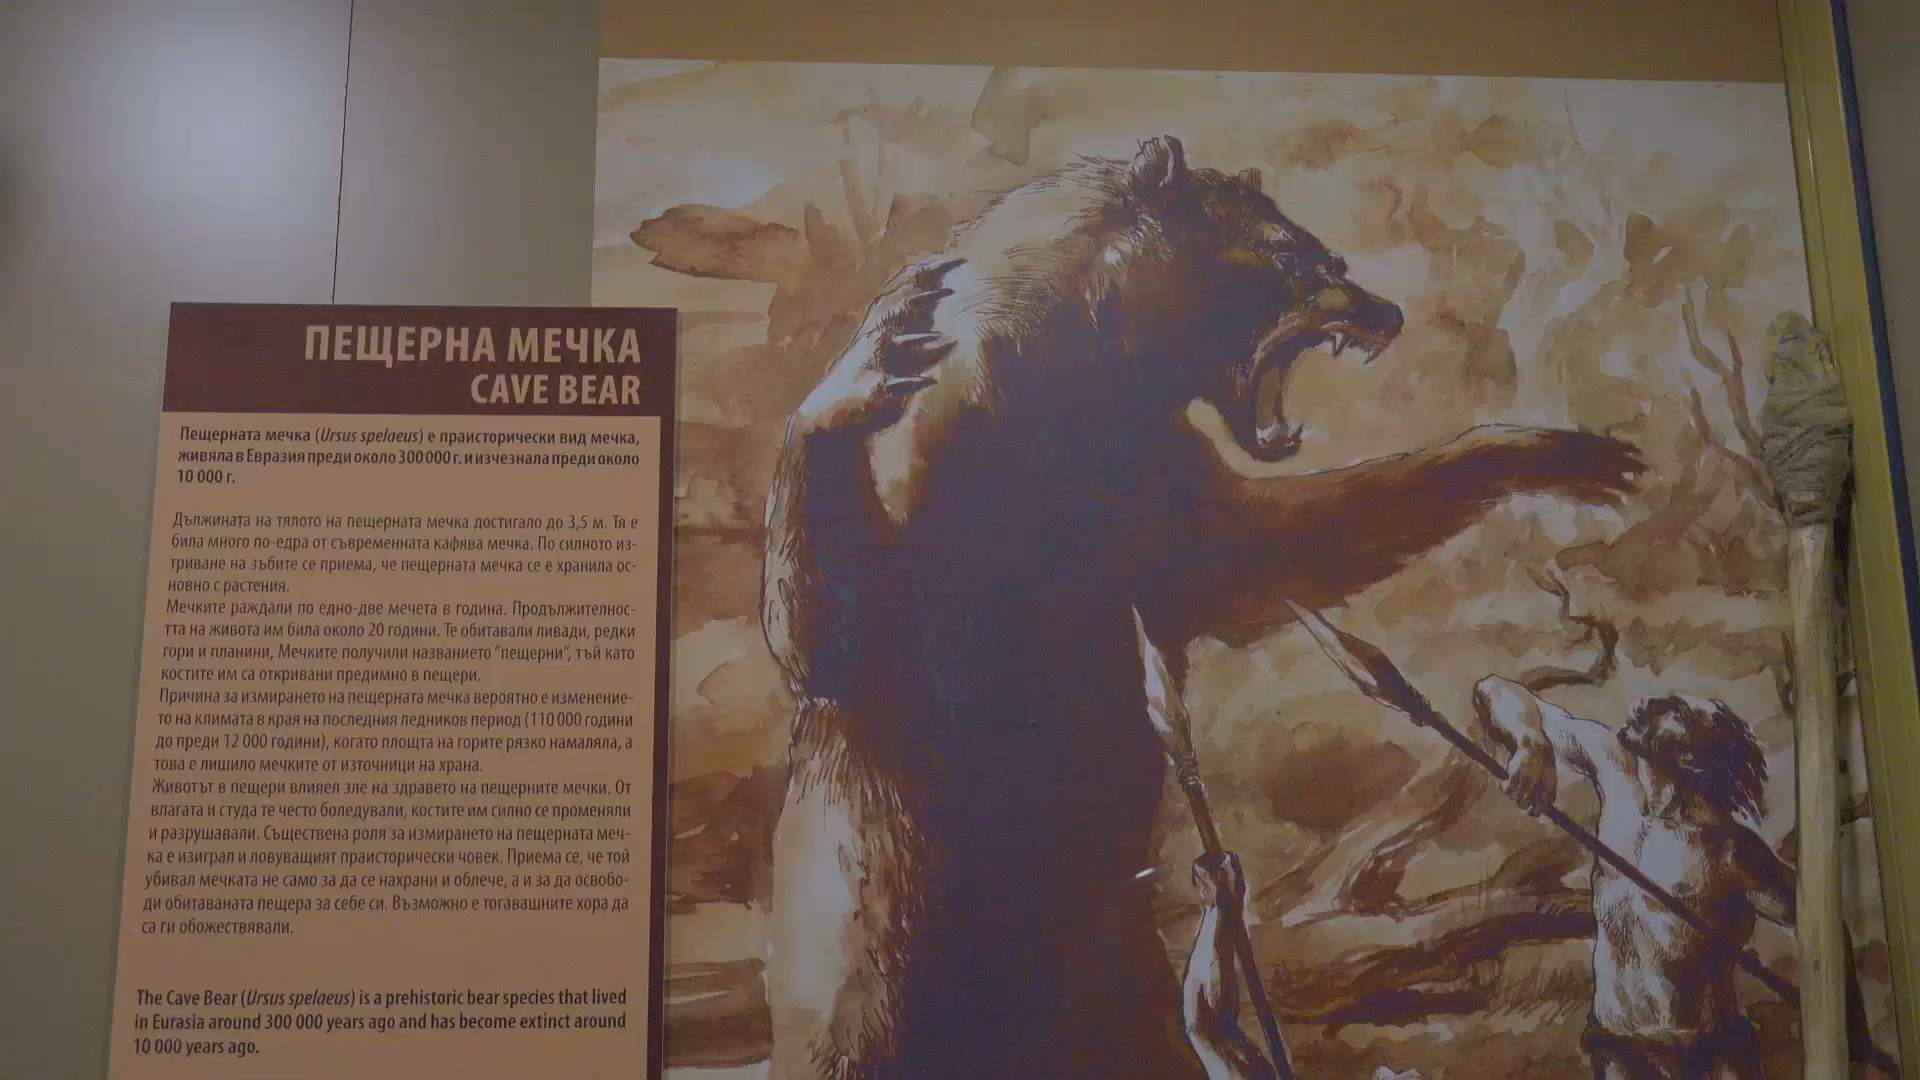 ПЕЩЕРНА МЕЧКА
CAVE BEAR
Пещерната мечка (Ursus spelaeus) е праисторически вид мечка,
живяла в Евразия преди около 300 000 г. и изчезнала преди около
10 000 г.
Дължината на тялото на пещерната мечка достигало до 3,5 м. Тя е
била много по-едра от съвременната кафява мечка. По силното из-
триване на зъбите се приема, че пещерната мечка се е хранила ос-
новно с растения.
Мечките раждали по едно-две мечета в година. Продължителнос-
тта на живота им била около 20 години. Те обитавали ливади, редки
гори и планини, Мечките получили названието "пещерни", тъй като
костите им са откривани предимно в пещери.
Причина за измирането на пещерната мечка вероятно е изменение-
то на климата в края на последния ледников период (110 000 години
до преди 12 000 години), когато площта на горите рязко намаляла, а
това е лишило мечките от източници на храна.
Животът в пещери влияел зле на здравето на пещерните мечки. От
влагата и студа те често боледували, костите им силно се променяли
и разрушавали. Съществена роля за измирането на пещерната меч-
ка е изиграл и ловуващият праисторически човек. Приема се, че той
убивал мечката не само за да се нахрани и облече, а и за да освобо-
ди обитаваната пещера за себе си. Възможно е тогавашните хора да
са ги обожествявали.
The Cave Bear (Ursus spelaeus) is a prehistoric bear species that lived
in Eurasia around 300 000 years ago and has become extinct around
10 000 years ago.